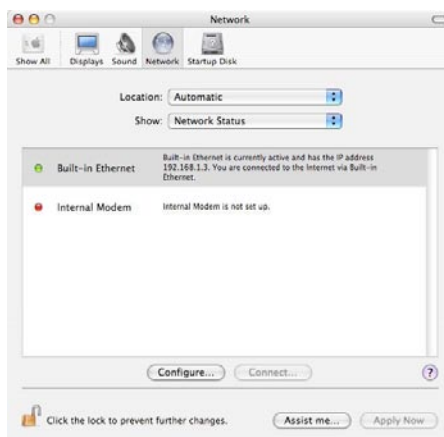 Network
Show All Displays Sound Network Startup Disk
Location: Automatic
Show: Network Status
Built-in Ethernet
Built-in Ethernet is currently active and has the IP address
192.168.1.3. You are connected to the Internet via Built-in
Ethernet.
Internal Modem
Internal Modem is not set up.
Configure... Connect... ?
Click the lock to prevent further changes. Assist me... Apply Now